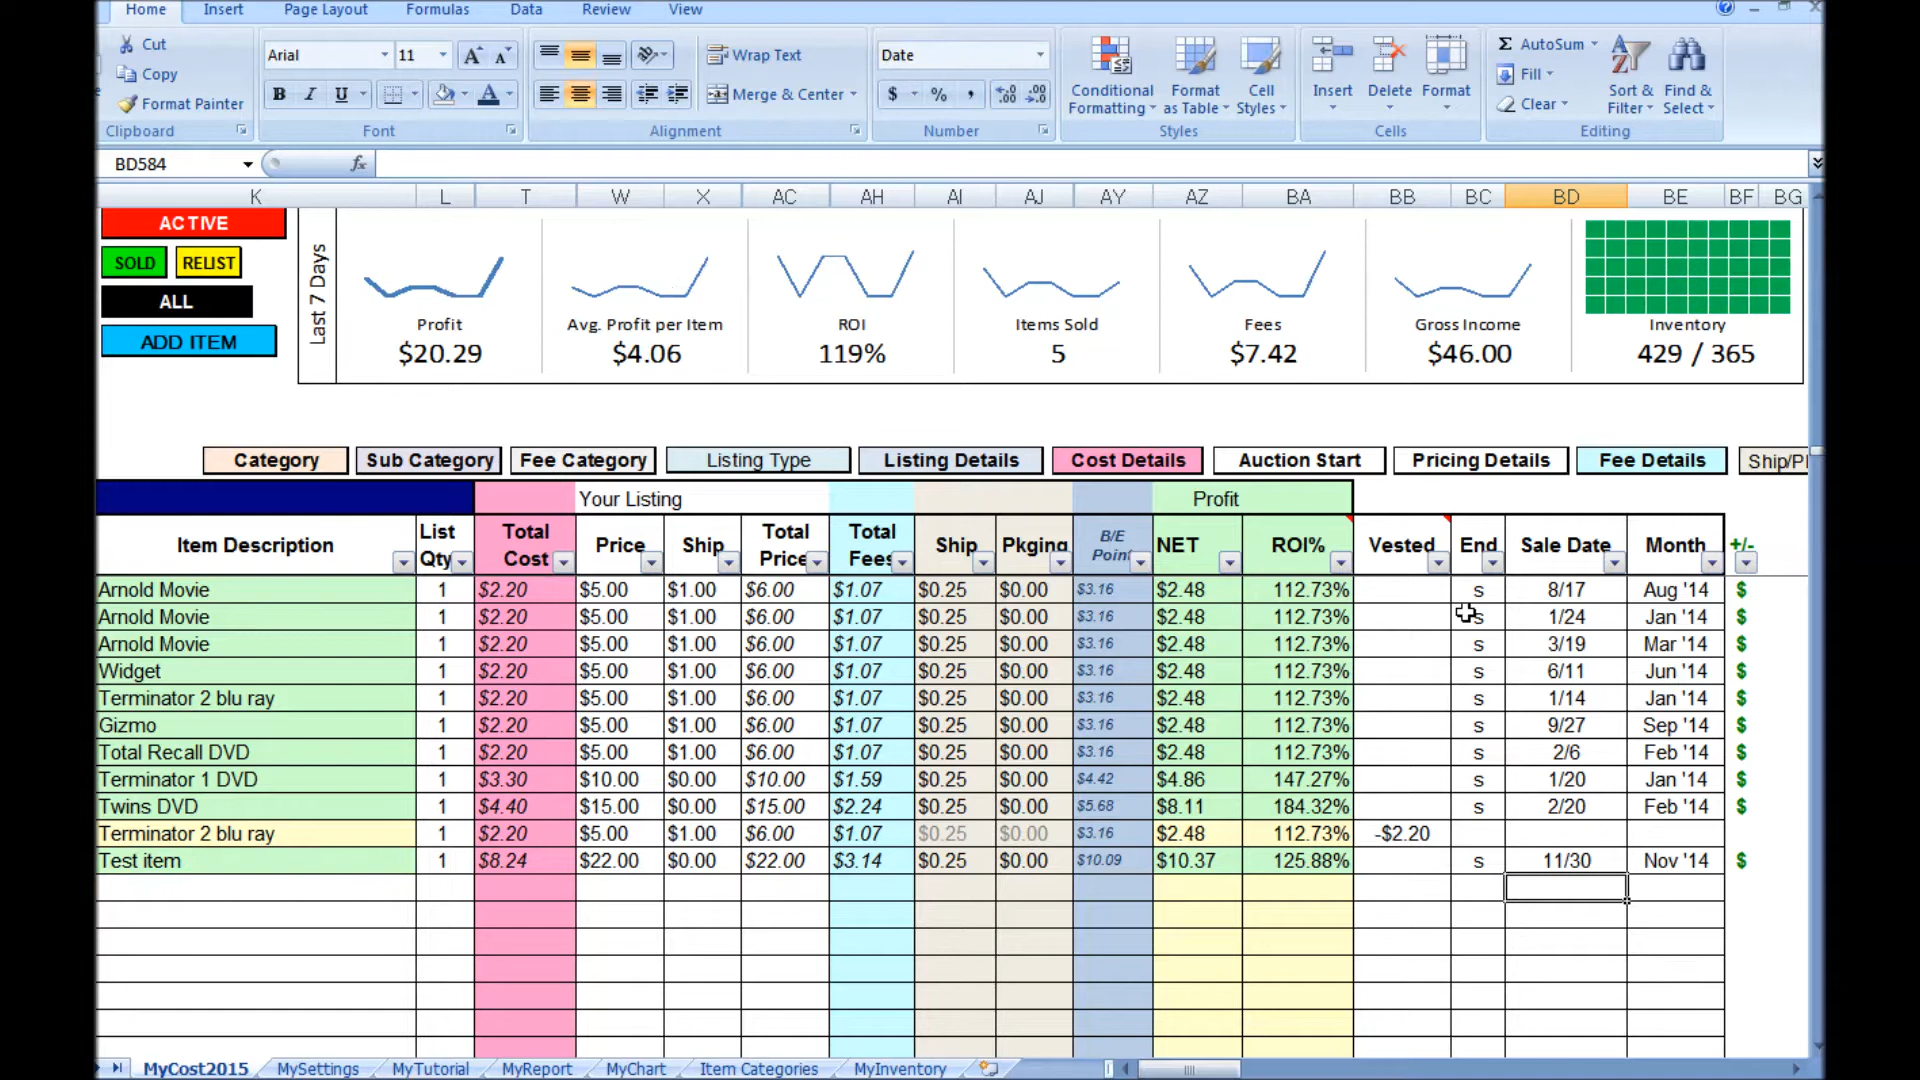 Home Insert Page Layout Formulas Data Review View
Cut
Copy
Format Painter
Clipboard
Arial 11 A A
B I U A
Font
Wrap Text
Merge & Center
Alignment
Date
$ % ,
Number
Conditional Formatting
Format as Table
Cell Styles
Styles
Insert Delete Format
Cells
Σ AutoSum
Fill
Clear
Sort & Filter
Find & Select
Editing
BD584 fx
K L T W X AC AH AI AJ AY AZ BA BB BC BD BE BF BG
ACTIVE
SOLD RELIST
ALL
ADD ITEM
Last 7 Days
Profit Avg. Profit per Item ROI Items Sold Fees Gross Income Inventory
$20.29 $4.06 119% 5 $7.42 $46.00 429 / 365
Category Sub Category Fee Category Listing Type Listing Details Cost Details Auction Start Pricing Details Fee Details Ship/Pl
Your Listing Profit
Item Description List Qty Total Cost Price Ship Total Price Total Fees Ship Pkging B/E Point NET ROI% Vested End Sale Date Month +/-
Arnold Movie 1 $2.20 $5.00 $1.00 $6.00 $1.07 $0.25 $0.00 $3.16 $2.48 112.73% s 8/17 Aug '14 $
Arnold Movie 1 $2.20 $5.00 $1.00 $6.00 $1.07 $0.25 $0.00 $3.16 $2.48 112.73% s 1/24 Jan '14 $
Arnold Movie 1 $2.20 $5.00 $1.00 $6.00 $1.07 $0.25 $0.00 $3.16 $2.48 112.73% s 3/19 Mar '14 $
Widget 1 $2.20 $5.00 $1.00 $6.00 $1.07 $0.25 $0.00 $3.16 $2.48 112.73% s 6/11 Jun '14 $
Terminator 2 blu ray 1 $2.20 $5.00 $1.00 $6.00 $1.07 $0.25 $0.00 $3.16 $2.48 112.73% s 1/14 Jan '14 $
Gizmo 1 $2.20 $5.00 $1.00 $6.00 $1.07 $0.25 $0.00 $3.16 $2.48 112.73% s 9/27 Sep '14 $
Total Recall DVD 1 $2.20 $5.00 $1.00 $6.00 $1.07 $0.25 $0.00 $3.16 $2.48 112.73% s 2/6 Feb '14 $
Terminator 1 DVD 1 $3.30 $10.00 $0.00 $10.00 $1.59 $0.25 $0.00 $4.42 $4.86 147.27% s 1/20 Jan '14 $
Twins DVD 1 $4.40 $15.00 $0.00 $15.00 $2.24 $0.25 $0.00 $5.68 $8.11 184.32% s 2/20 Feb '14 $
Terminator 2 blu ray 1 $2.20 $5.00 $1.00 $6.00 $1.07 $0.25 $0.00 $3.16 $2.48 112.73% -$2.20
Test item 1 $8.24 $22.00 $0.00 $22.00 $3.14 $0.25 $0.00 $10.09 $10.37 125.88% s 11/30 Nov '14 $
MyCost2015 MySettings MyTutorial MyReport MyChart Item Categories MyInventory